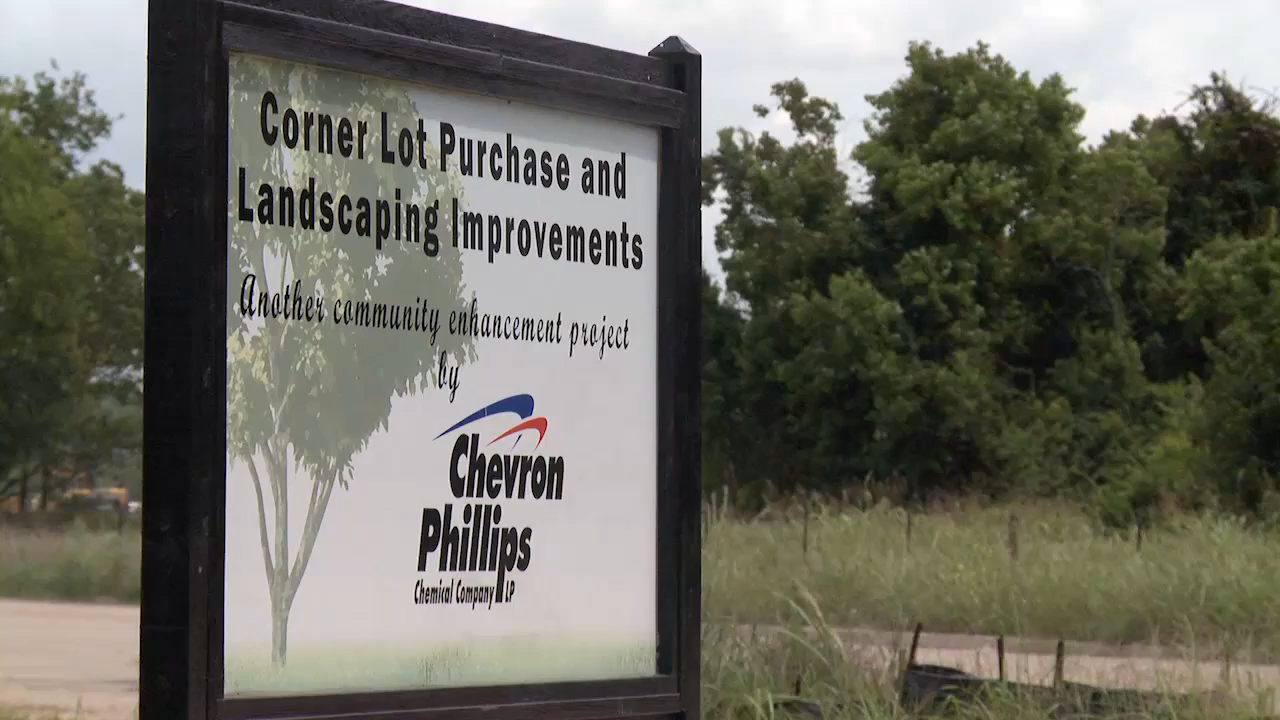 Corner Lot Purchase and
Landscaping Improvements
Another community enhancement project
by
Chevron
Phillips
Chemical Company LP